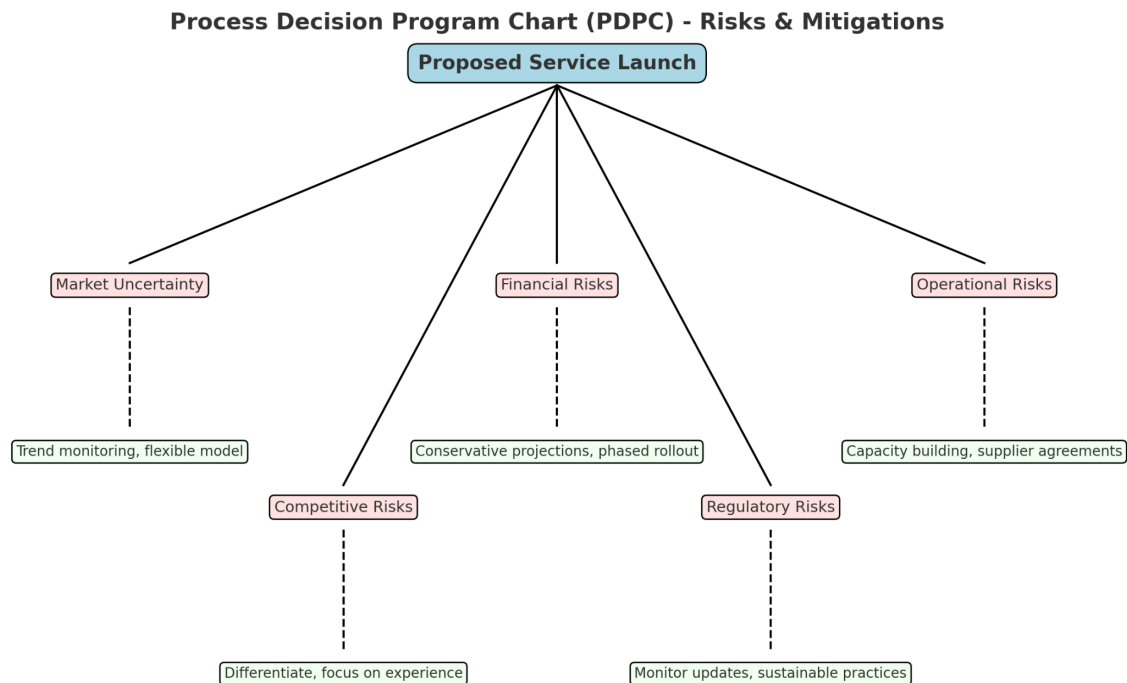 Process Decision Program Chart (PDPC) - Risks & Mitigations
Proposed Service Launch
Market Uncertainty
Financial Risks
Operational Risks
Trend monitoring, flexible model
Conservative projections, phased rollout
Capacity building, supplier agreements
Competitive Risks
Regulatory Risks
Differentiate, focus on experience
Monitor updates, sustainable practices